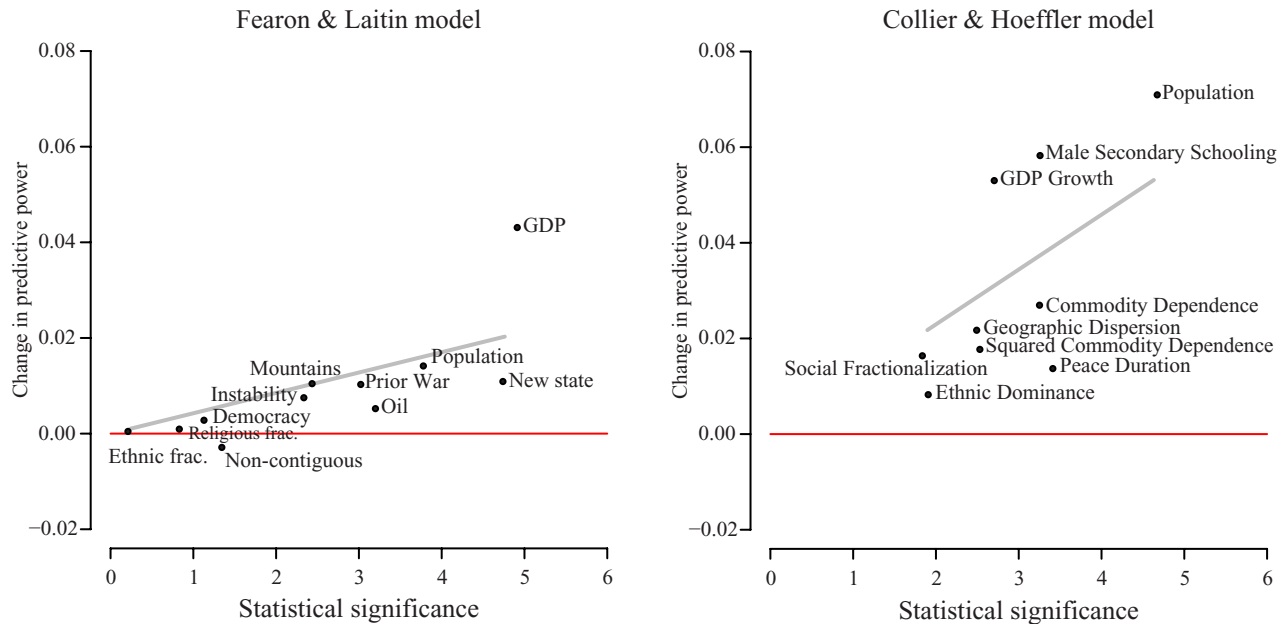 Fearon & Laitin model
Change in predictive power
0.08
0.06
0.04
0.02
0.00
−0.02
GDP
Population
Mountains
Prior War
New state
Instability
Oil
Democracy
Religious frac.
Ethnic frac.
Non-contiguous
0 1 2 3 4 5 6
Statistical significance
Collier & Hoeffler model
Change in predictive power
0.08
0.06
0.04
0.02
0.00
−0.02
Population
Male Secondary Schooling
GDP Growth
Commodity Dependence
Geographic Dispersion
Squared Commodity Dependence
Social Fractionalization
Peace Duration
Ethnic Dominance
0 1 2 3 4 5 6
Statistical significance